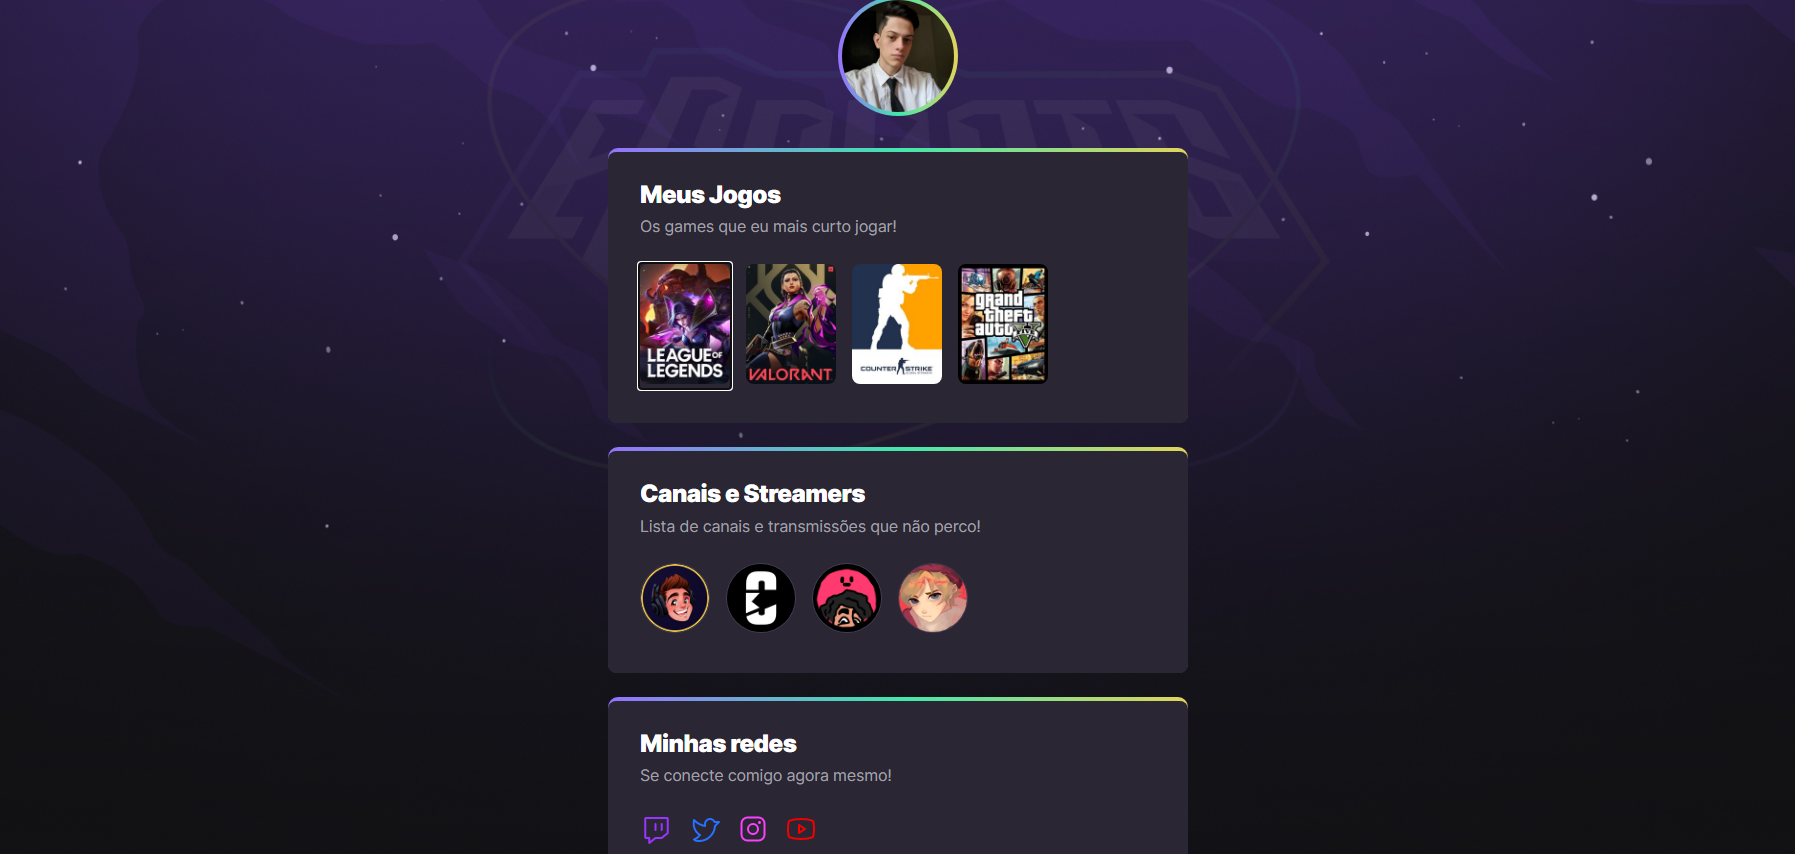 Meus Jogos
Os games que eu mais curto jogar!
LEAGUE OF
LEGENDS
VALORANT
COUNTER STRIKE
grand
theft
auto V
Canais e Streamers
Lista de canais e transmissões que não perco!
Minhas redes
Se conecte comigo agora mesmo!